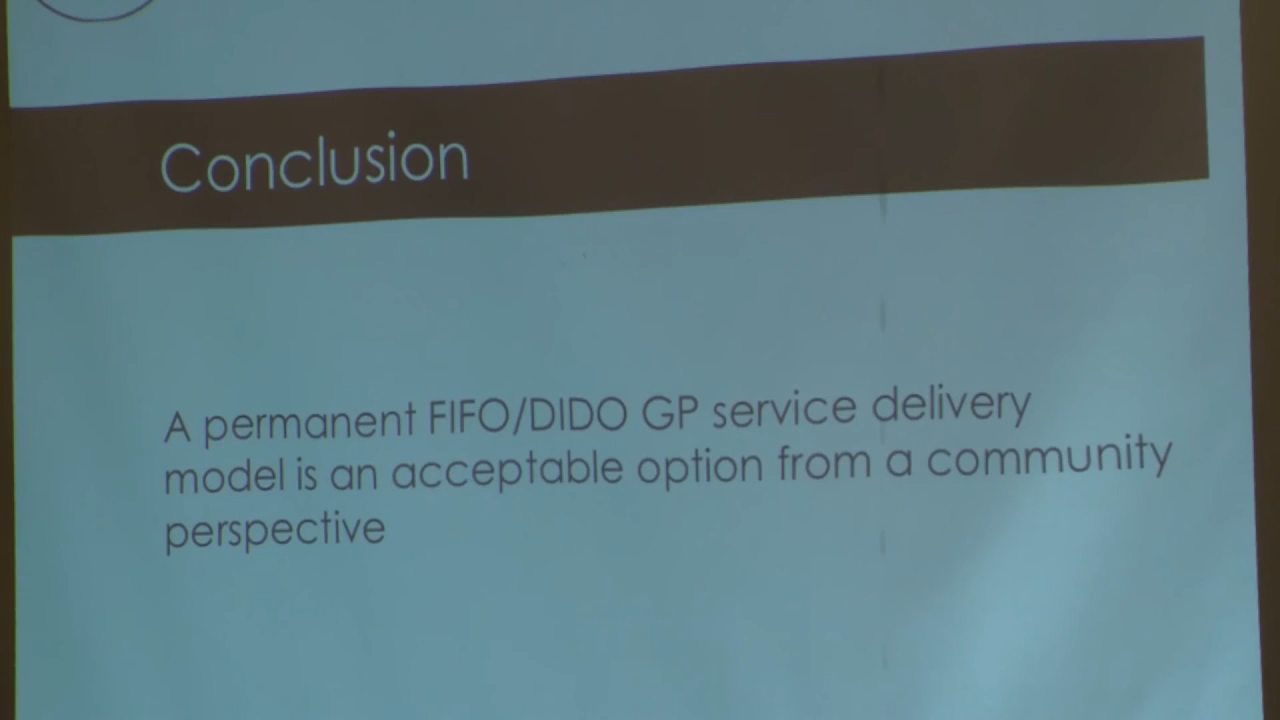 Conclusion
A permanent FIFO/DIDO GP service delivery
model is an acceptable option from a community
perspective